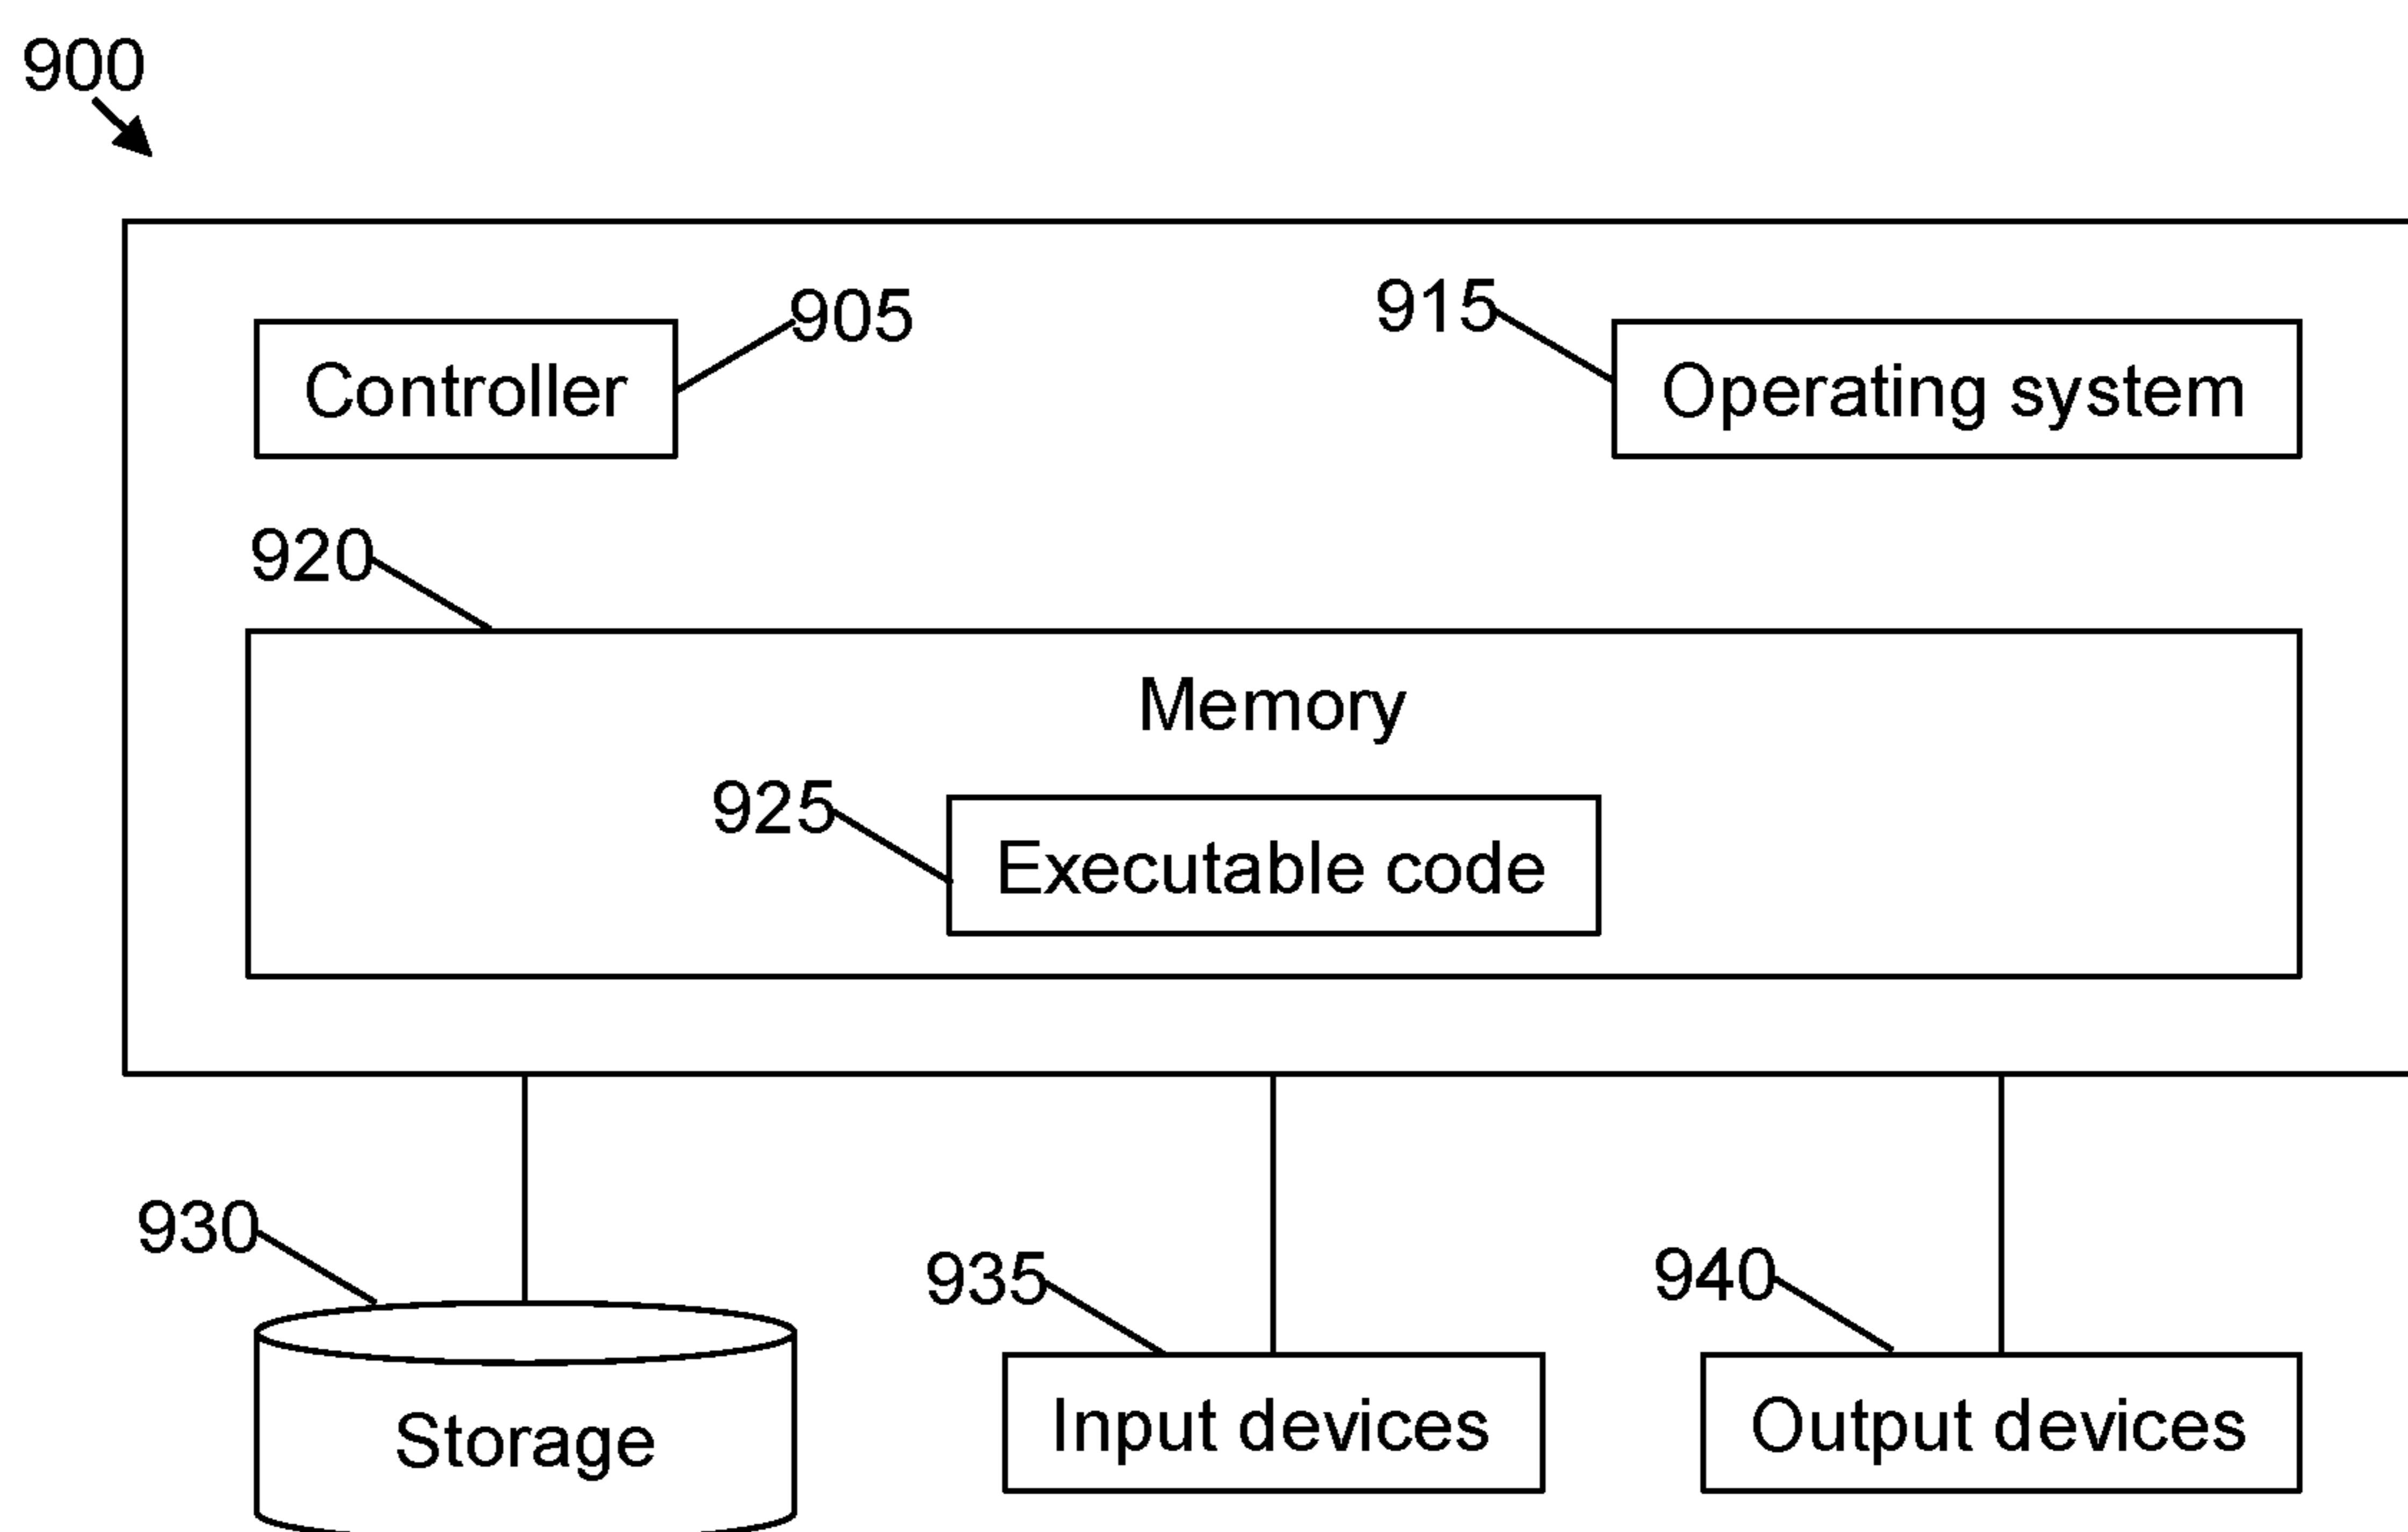 900
905
915
Controller
Operating system
920
Memory
925
Executable code
930
935
940
Storage
Input devices
Output devices